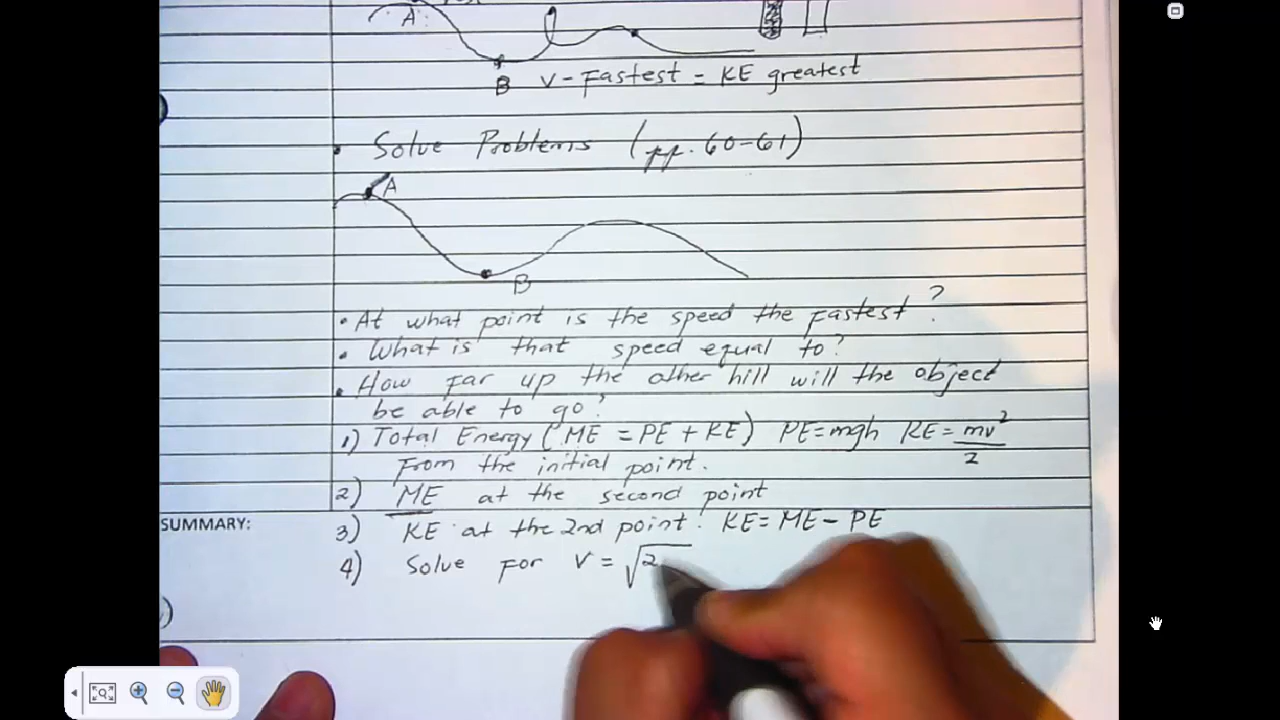 A
B V-Fastest = KE greatest
• Solve Problems (pp. 60-61)
A
B
• At what point is the speed the fastest?
• What is that speed equal to?
• How far up the other hill will the object
be able to go?
1) Total Energy (ME = PE + KE) PE=mgh KE= mv²/2
From the initial point.
2) ME at the second point
SUMMARY:
3) KE at the 2nd point. KE= ME - PE
4) Solve For V = √2